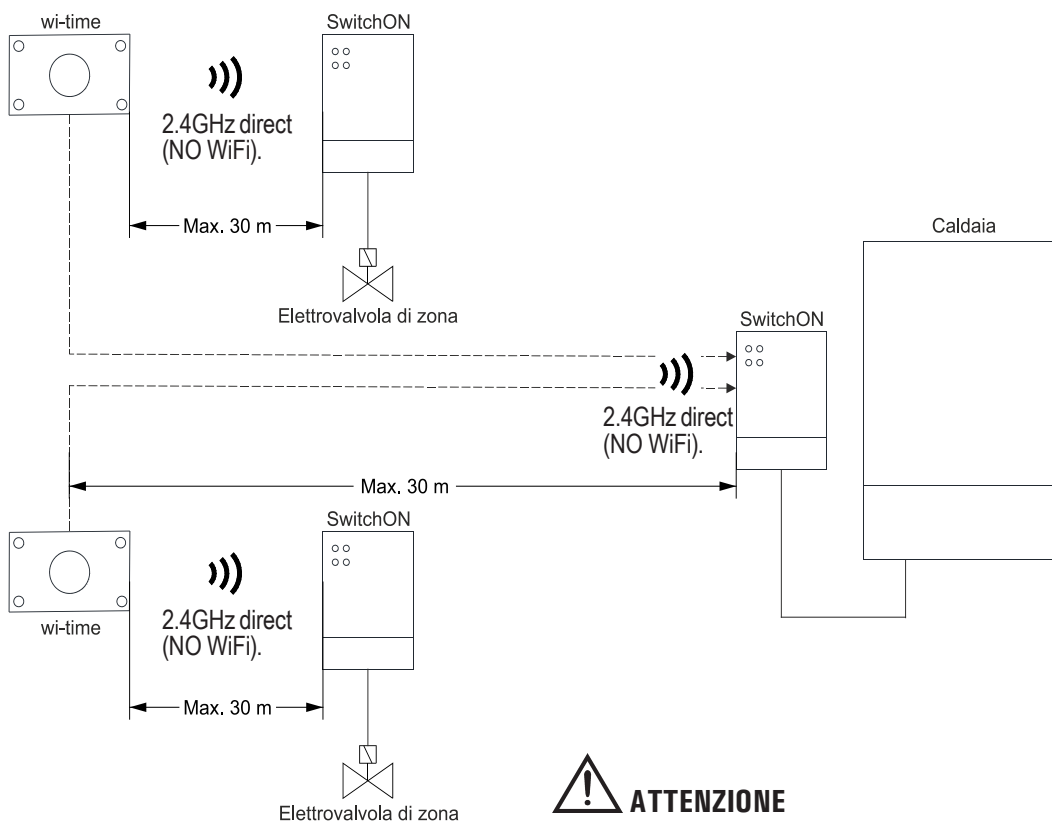 wi-time
SwitchON
2.4GHz direct
(NO WiFi).
Max. 30 m
Elettrovalvola di zona
Caldaia
SwitchON
2.4GHz direct
(NO WiFi).
Max. 30 m
SwitchON
wi-time
2.4GHz direct
(NO WiFi).
Max. 30 m
Elettrovalvola di zona
ATTENZIONE